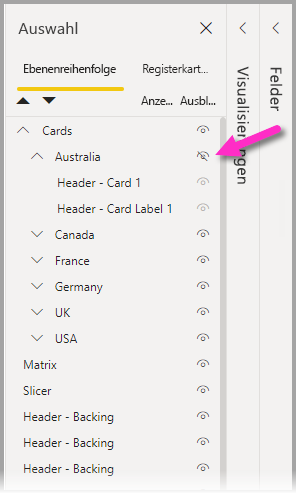 Auswahl
Ebenenreihenfolge Registerkart...
Anze... Ausbl...
Cards
Australia
Header - Card 1
Header - Card Label 1
Canada
France
Germany
UK
USA
Matrix
Slicer
Header - Backing
Header - Backing
Header - Backing
Visualisierungen
Felder